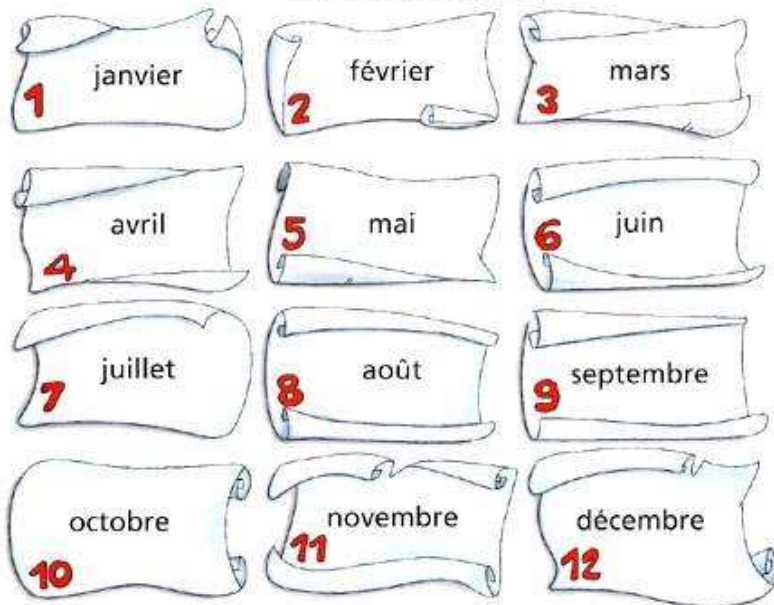 janvier
1
février
2
mars
3
avril
4
mai
5
juin
6
juillet
7
août
8
septembre
9
octobre
10
novembre
11
décembre
12